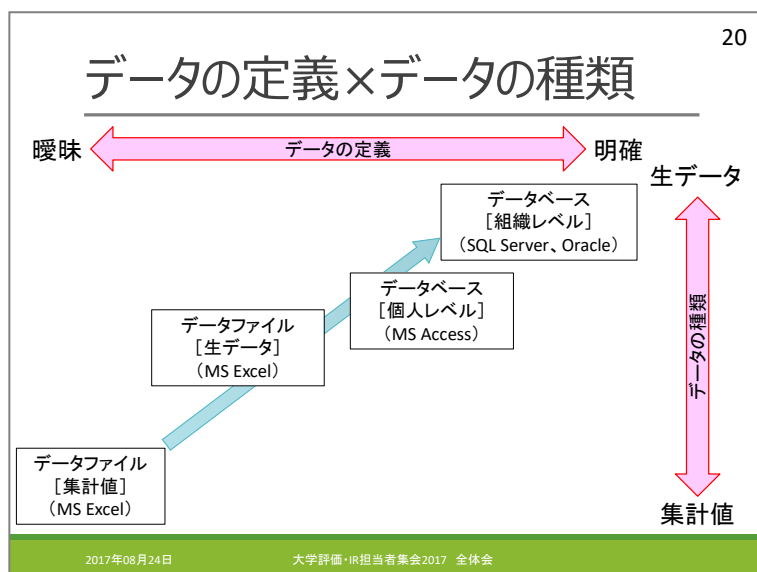 20
データの定義×データの種類
曖昧
データの定義
明確
生データ
データベース
［組織レベル］
（SQL Server、Oracle）
データベース
［個人レベル］
（MS Access）
データファイル
［生データ］
（MS Excel）
データの種類
データファイル
［集計値］
（MS Excel）
集計値
2017年08月24日
大学評価・IR担当者集会2017 全体会